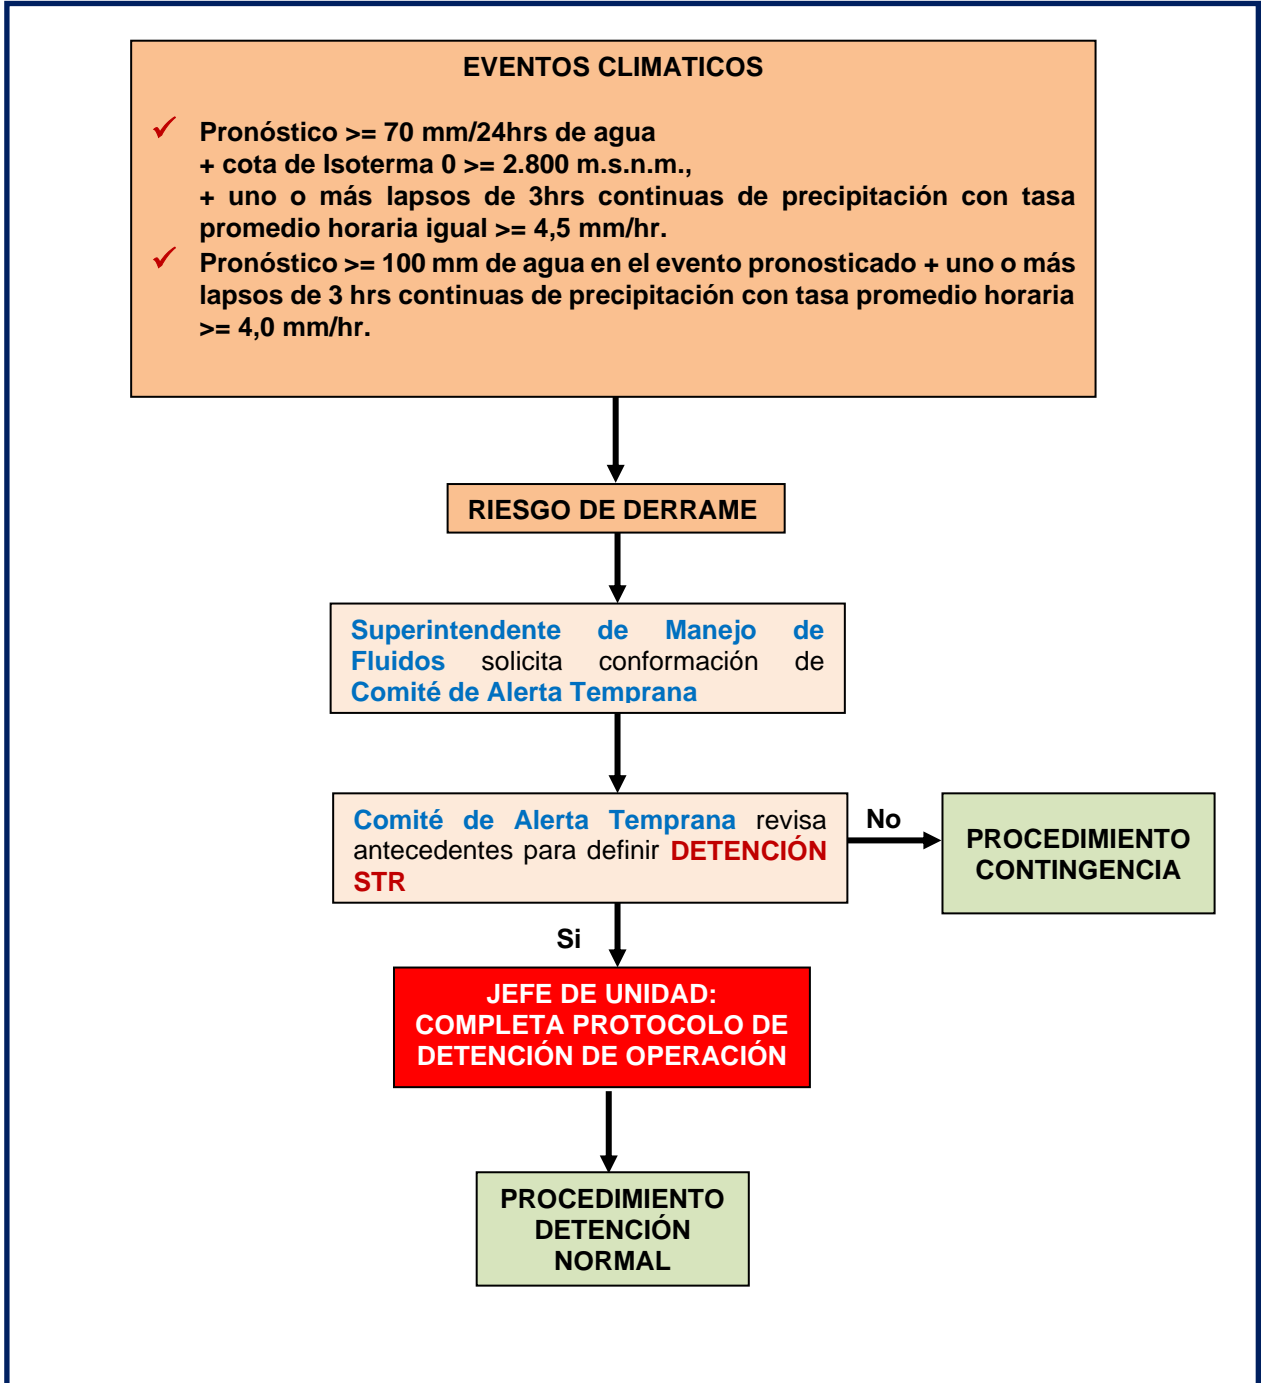 EVENTOS CLIMATICOS
Pronóstico >= 70 mm/24hrs de agua
+ cota de Isoterma 0 >= 2.800 m.s.n.m.,
+ uno o más lapsos de 3hrs continuas de precipitación con tasa
promedio horaria igual >= 4,5 mm/hr.
Pronóstico >= 100 mm de agua en el evento pronosticado + uno o más
lapsos de 3 hrs continuas de precipitación con tasa promedio horaria
>= 4,0 mm/hr.
RIESGO DE DERRAME
Superintendente de Manejo de
Fluidos solicita conformación de
Comité de Alerta Temprana
Comité de Alerta Temprana revisa
antecedentes para definir DETENCIÓN
STR
No
PROCEDIMIENTO
CONTINGENCIA
Si
JEFE DE UNIDAD:
COMPLETA PROTOCOLO DE
DETENCIÓN DE OPERACIÓN
PROCEDIMIENTO
DETENCIÓN
NORMAL